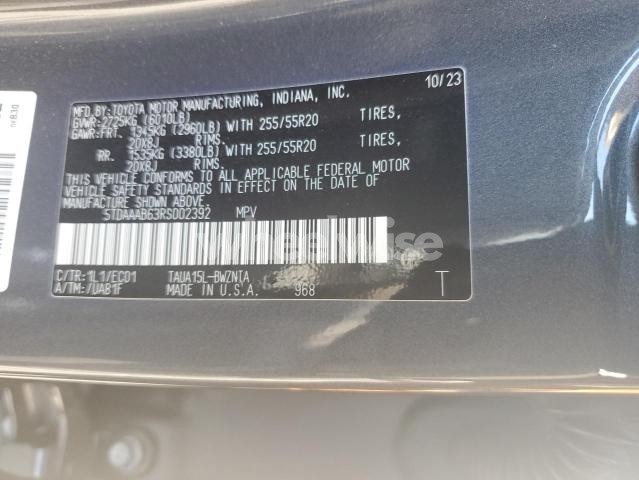 MFD.BY:TOYOTA MOTOR MANUFACTURING, INDIANA, INC. 10/23
GVWR:2725KG (6010LB)
GAWR:FRT. 1345KG (2960LB) WITH 255/55R20 TIRES,
20X8J RIMS.
RR. 1535KG (3380LB) WITH 255/55R20 TIRES,
20X8J RIMS.
THIS VEHICLE CONFORMS TO ALL APPLICABLE FEDERAL MOTOR
VEHICLE SAFETY STANDARDS IN EFFECT ON THE DATE OF
MANUFACTURE SHOWN ABOVE.
5TDAAAB63RS002392 MPV
wheelwise
C/TR:1L1/EC01 TAUA15L-BWZNTA
A/TM:/UAB1F MADE IN U.S.A. 968 T